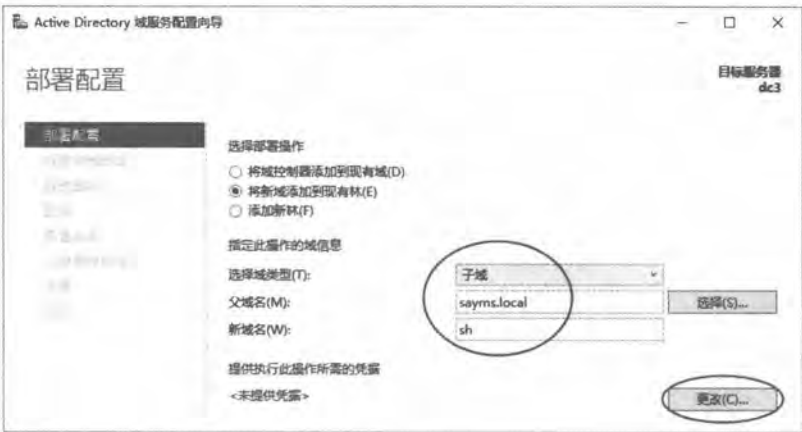 Active Directory 域服务配置向导
部署配置
目标服务器
dc3
部署配置
选择部署操作
将域控制器添加到现有域(D)
将新域添加到现有林(E)
添加新林(F)
指定此操作的域信息
选择域类型(T):
子域
父域名(M):
sayms.local
选择(S)...
新域名(W):
sh
提供执行此操作所需的凭据
<未提供凭据>
更改(C)...